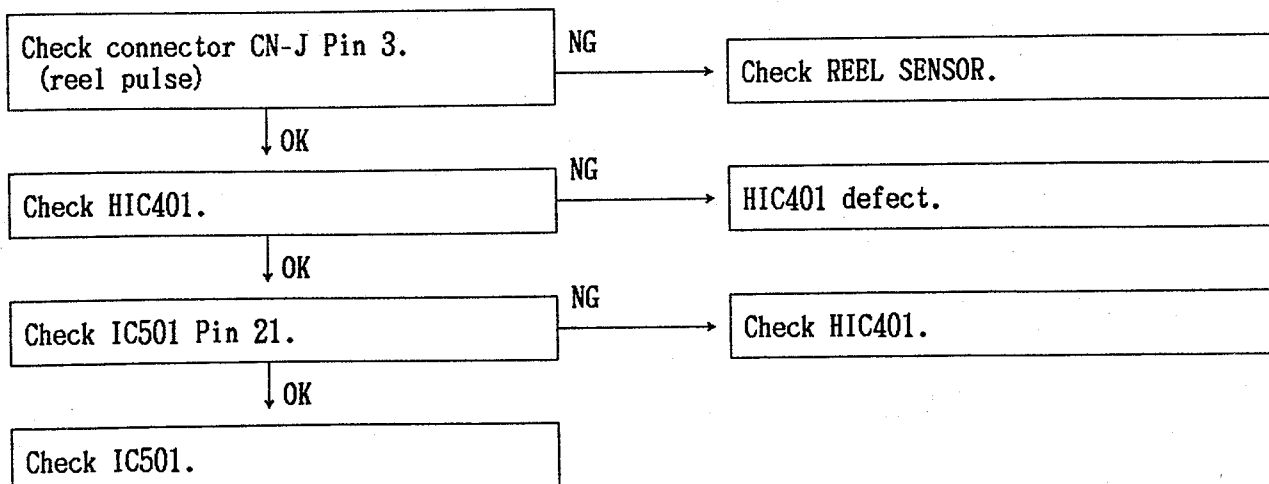 Check connector CN-J Pin 3.
(reel pulse)
NG
Check REEL SENSOR.
OK
Check HIC401.
NG
HIC401 defect.
OK
Check IC501 Pin 21.
NG
Check HIC401.
OK
Check IC501.